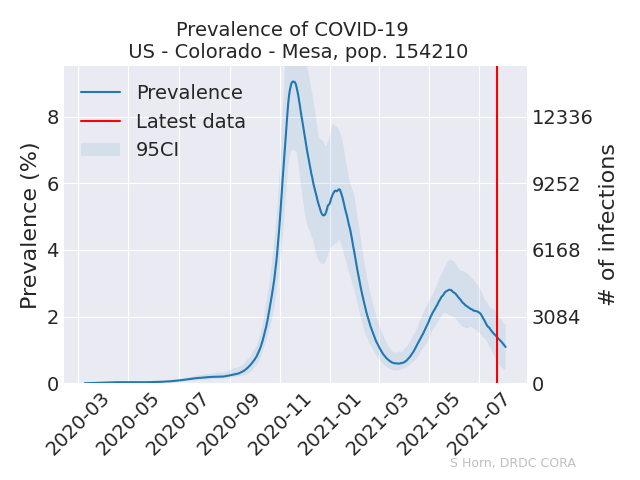 Prevalence of COVID-19
US - Colorado - Mesa, pop. 154210
Prevalence
Latest data
95CI
Prevalence (%)
8
6
4
2
0
12336
9252
6168
3084
0
# of infections
2020-03
2020-05
2020-07
2020-09
2020-11
2021-01
2021-03
2021-05
2021-07
S Horn, DRDC CORA